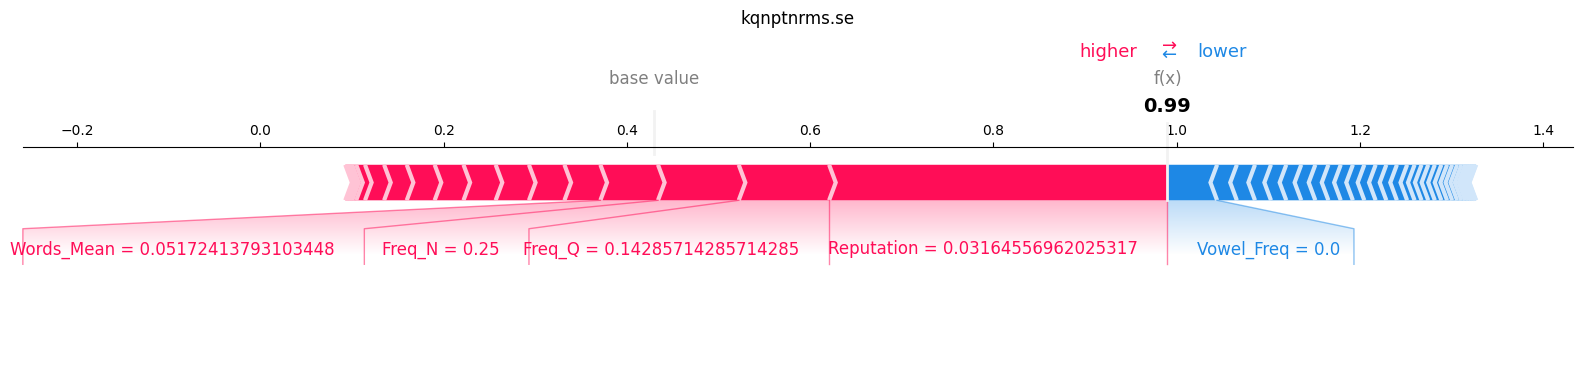 kqnptnrms.se
higher → ← lower
base value f(x)
0.99
−0.2 0.0 0.2 0.4 0.6 0.8 1.0 1.2 1.4
Words_Mean = 0.05172413793103448 Freq_N = 0.25 Freq_Q = 0.14285714285714285 Reputation = 0.03164556962025317 Vowel_Freq = 0.0